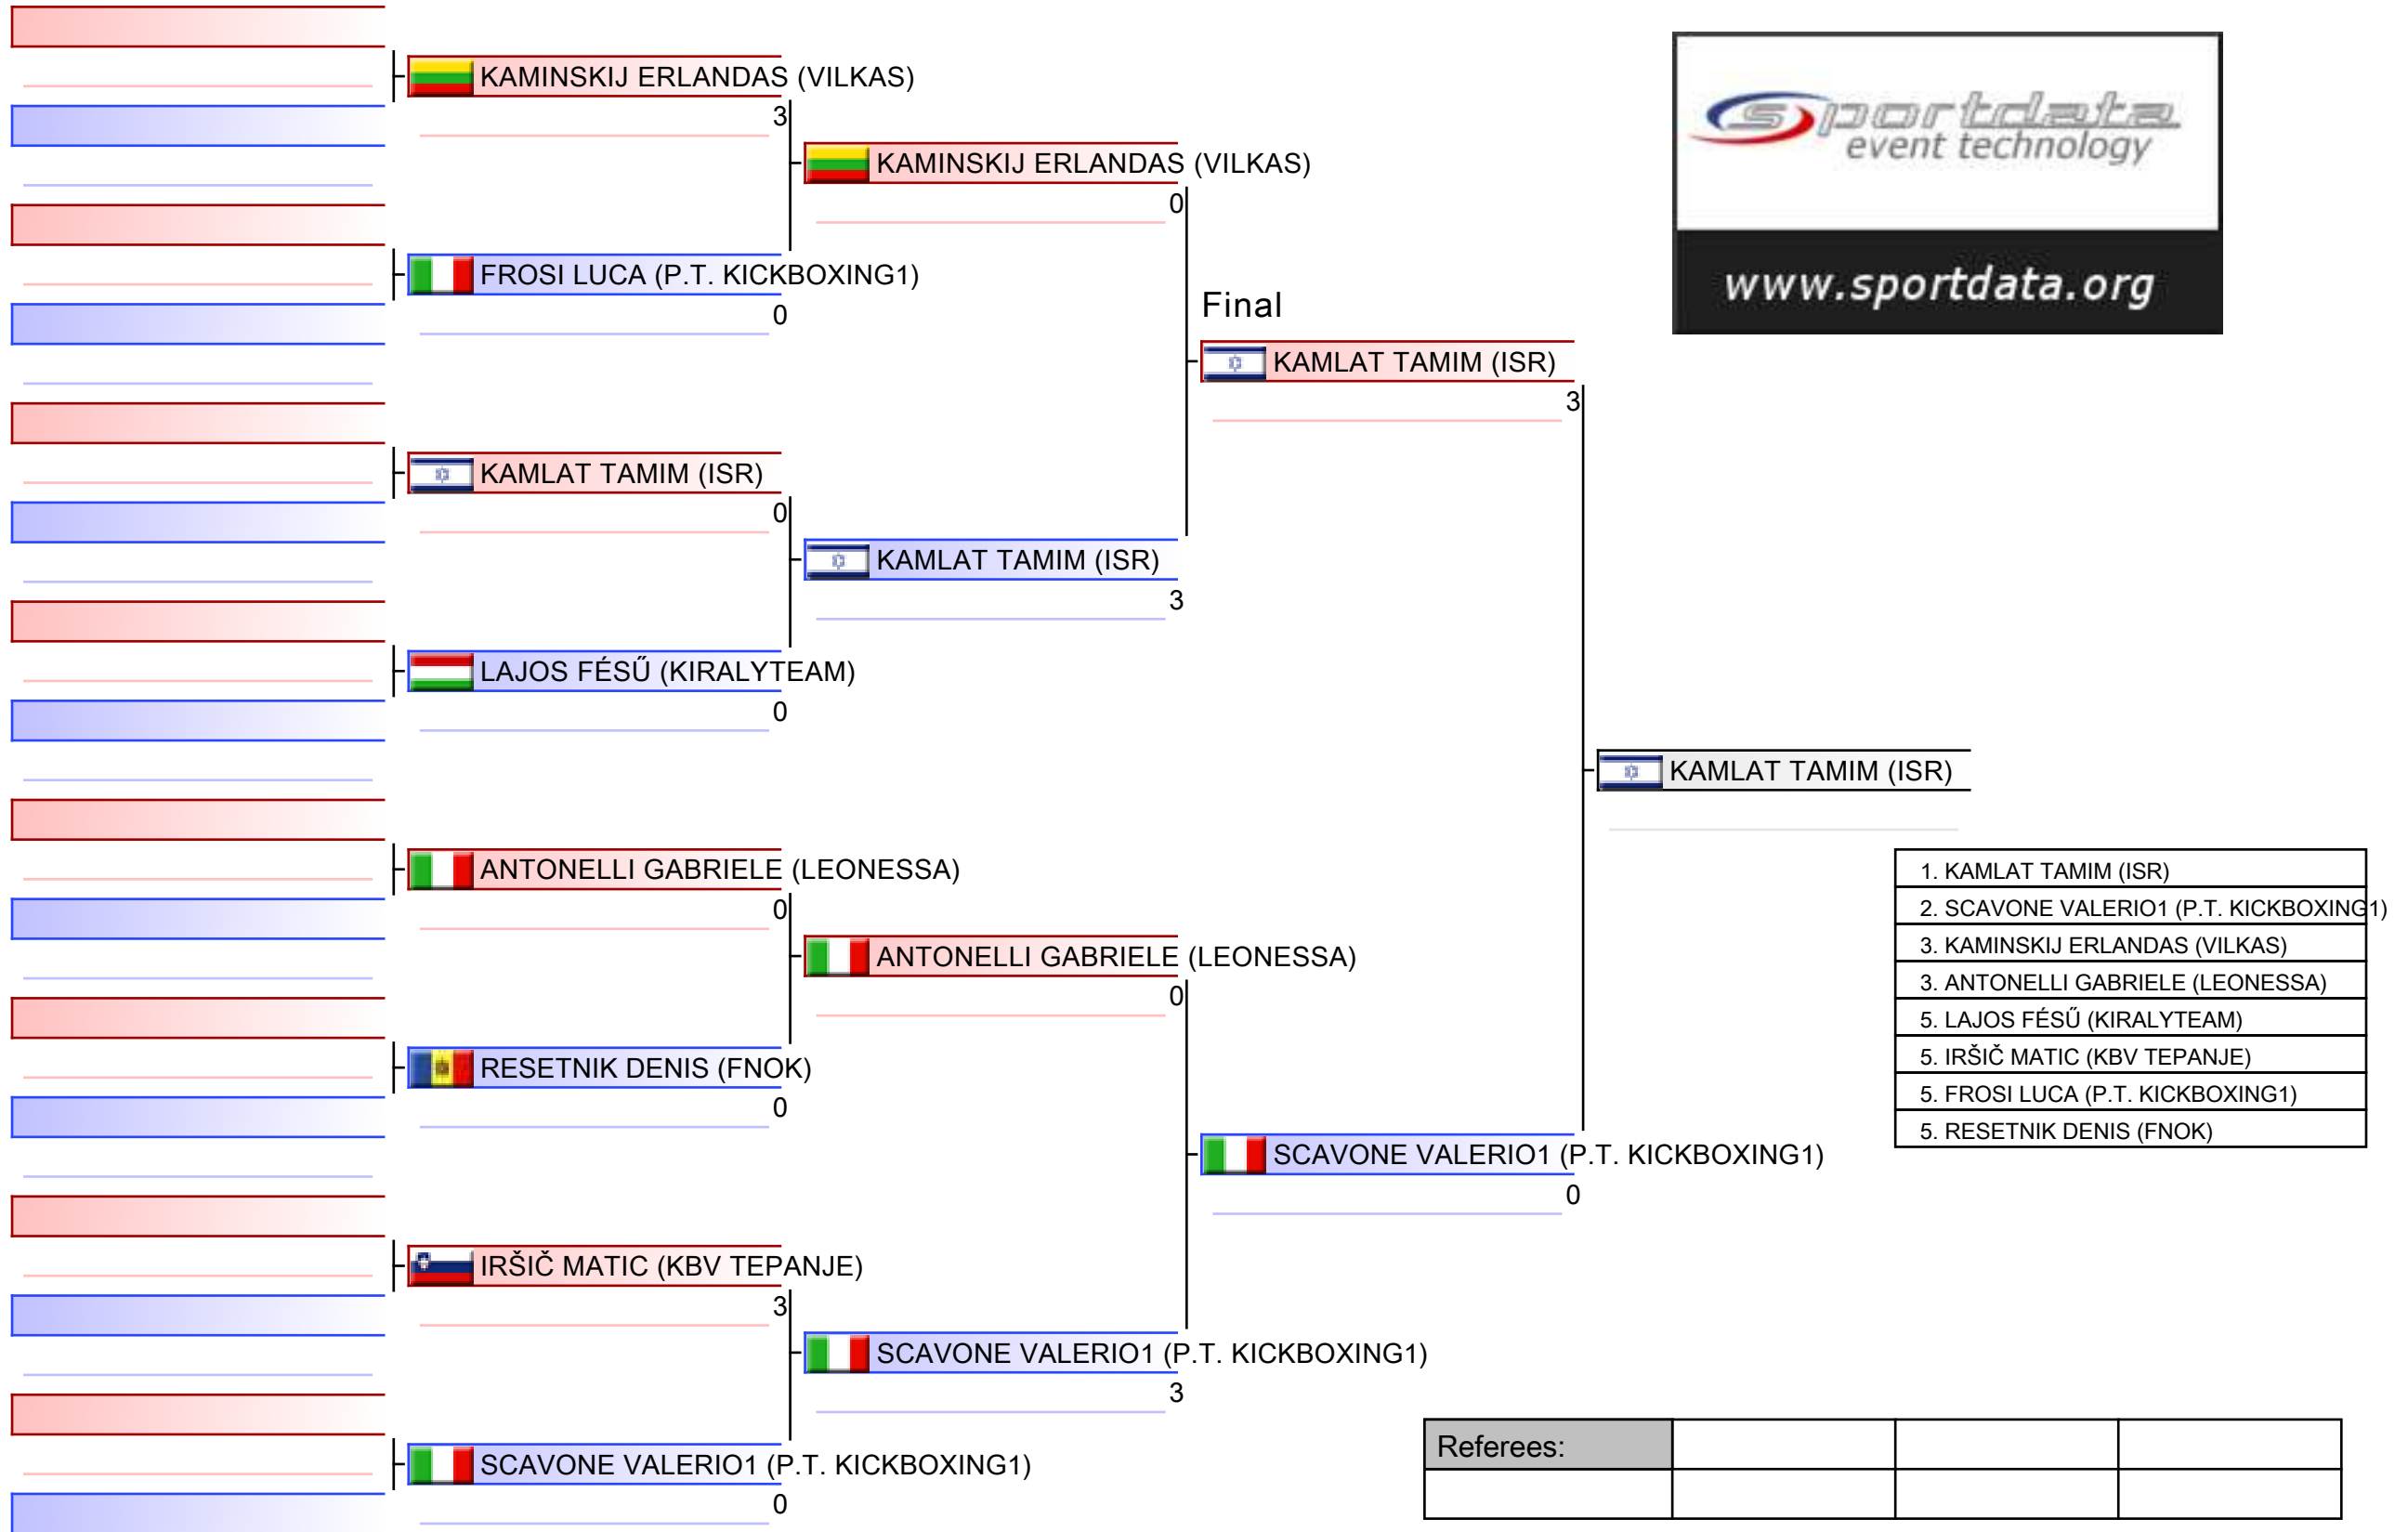 KAMINSKIJ ERLANDAS (VILKAS)
3
FROSI LUCA (P.T. KICKBOXING1)
0
KAMLAT TAMIM (ISR)
0
LAJOS FÉSŰ (KIRALYTEAM)
0
ANTONELLI GABRIELE (LEONESSA)
0
RESETNIK DENIS (FNOK)
0
IRŠIČ MATIC (KBV TEPANJE)
3
SCAVONE VALERIO1 (P.T. KICKBOXING1)
0
KAMINSKIJ ERLANDAS (VILKAS)
0
KAMLAT TAMIM (ISR)
3
ANTONELLI GABRIELE (LEONESSA)
0
SCAVONE VALERIO1 (P.T. KICKBOXING1)
3
Final
KAMLAT TAMIM (ISR)
3
SCAVONE VALERIO1 (P.T. KICKBOXING1)
0
KAMLAT TAMIM (ISR)
sportdata
event technology
www.sportdata.org
1. KAMLAT TAMIM (ISR)
2. SCAVONE VALERIO1 (P.T. KICKBOXING1)
3. KAMINSKIJ ERLANDAS (VILKAS)
3. ANTONELLI GABRIELE (LEONESSA)
5. LAJOS FÉSŰ (KIRALYTEAM)
5. IRŠIČ MATIC (KBV TEPANJE)
5. FROSI LUCA (P.T. KICKBOXING1)
5. RESETNIK DENIS (FNOK)
Referees: